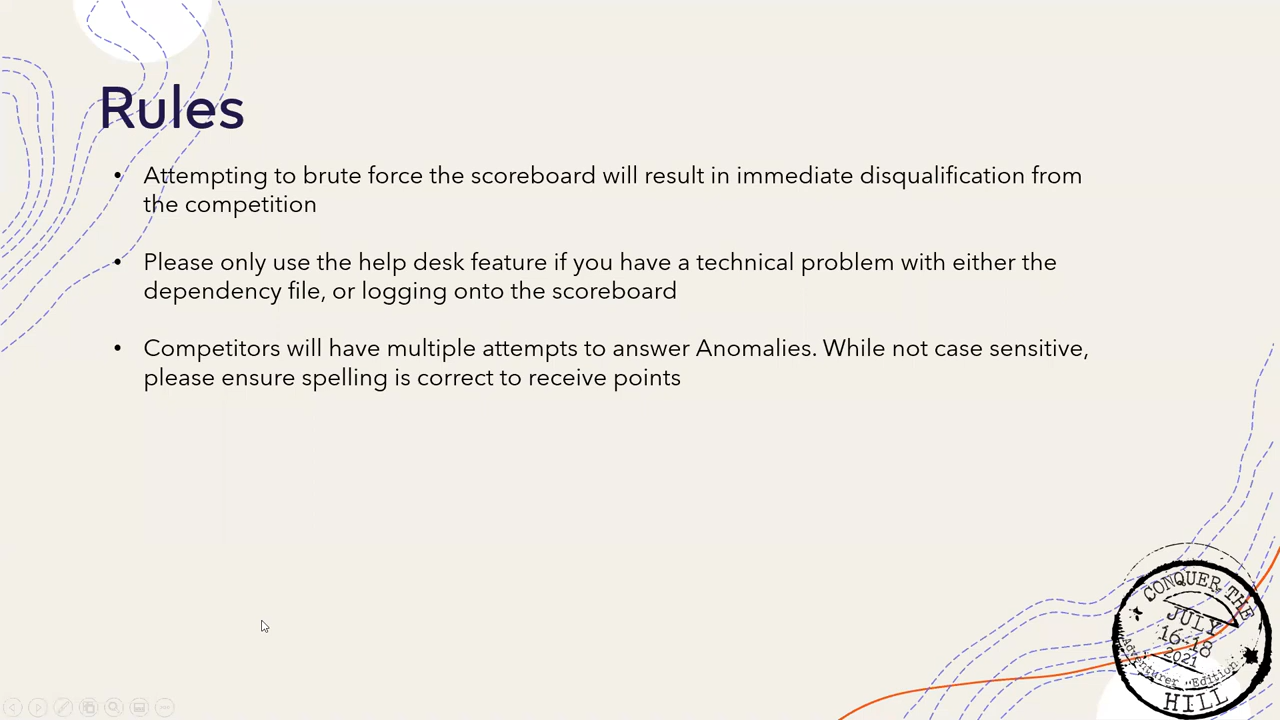 Rules
• Attempting to brute force the scoreboard will result in immediate disqualification from
the competition
• Please only use the help desk feature if you have a technical problem with either the
dependency file, or logging onto the scoreboard
• Competitors will have multiple attempts to answer Anomalies. While not case sensitive,
please ensure spelling is correct to receive points
CONQUER THE
JULY
16-18
2021
Adventurer "Edition"
HILL